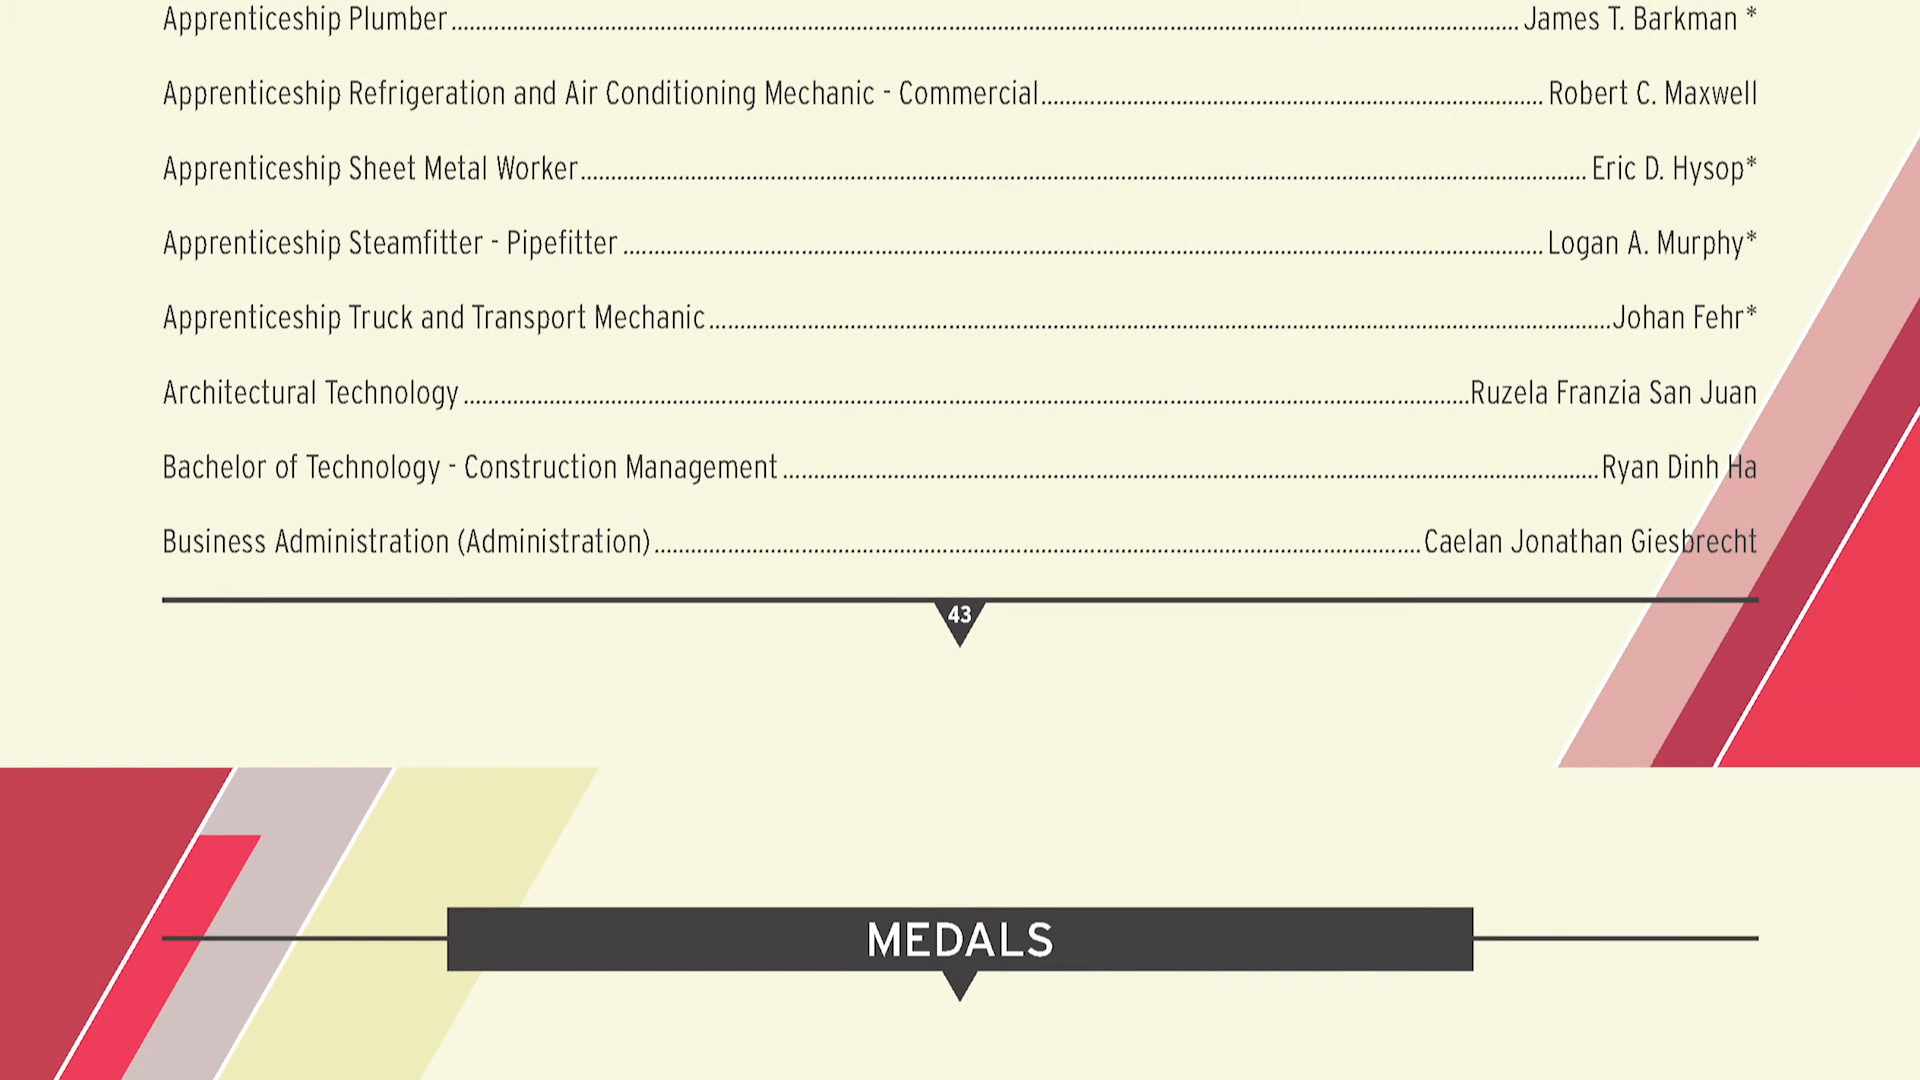 Apprenticeship Plumber........................................James T. Barkman *
Apprenticeship Refrigeration and Air Conditioning Mechanic - Commercial........................................Robert C. Maxwell
Apprenticeship Sheet Metal Worker........................................Eric D. Hysop*
Apprenticeship Steamfitter - Pipefitter........................................Logan A. Murphy*
Apprenticeship Truck and Transport Mechanic........................................Johan Fehr*
Architectural Technology........................................Ruzela Franzia San Juan
Bachelor of Technology - Construction Management........................................Ryan Dinh Ha
Business Administration (Administration)........................................Caelan Jonathan Giesbrecht
43
MEDALS